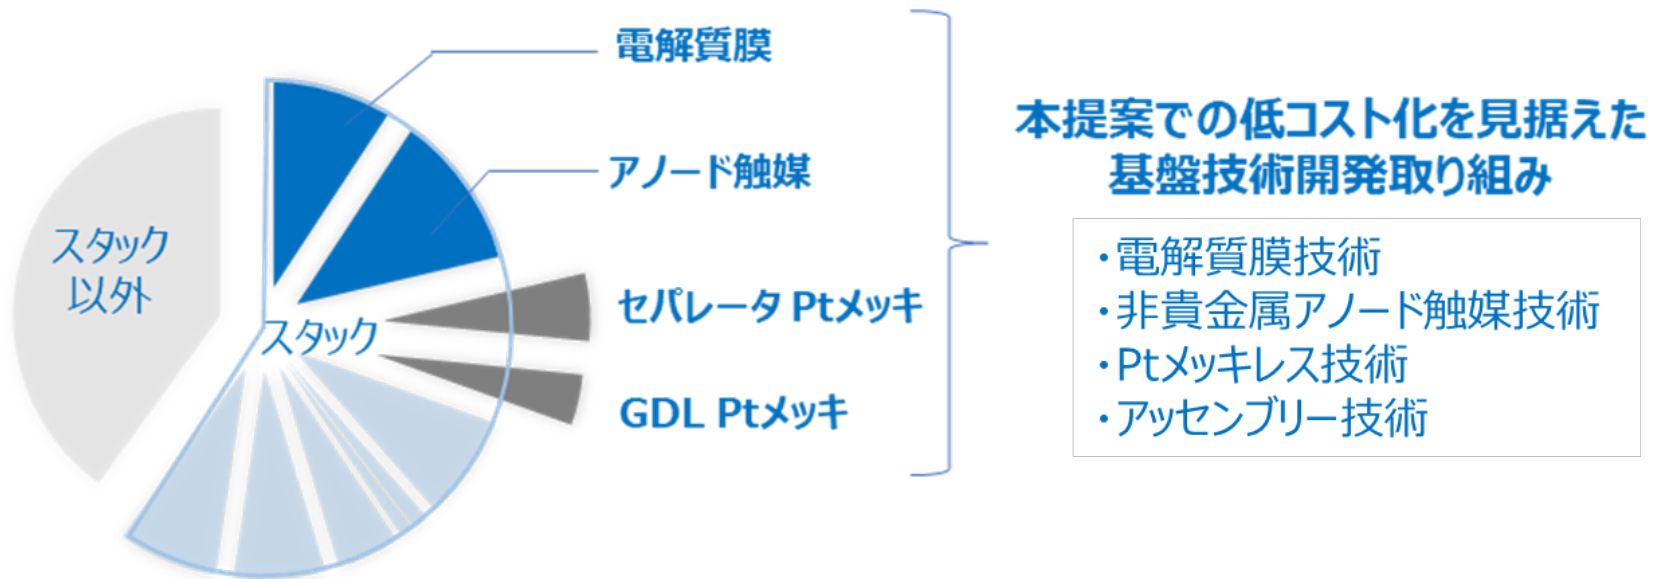 電解質膜
アノード触媒
セパレータ Ptメッキ
GDL Ptメッキ
スタック
以外
スタック
本提案での低コスト化を見据えた
基盤技術開発取り組み
・電解質膜技術
・非貴金属アノード触媒技術
・Ptメッキレス技術
・アッセンブリー技術